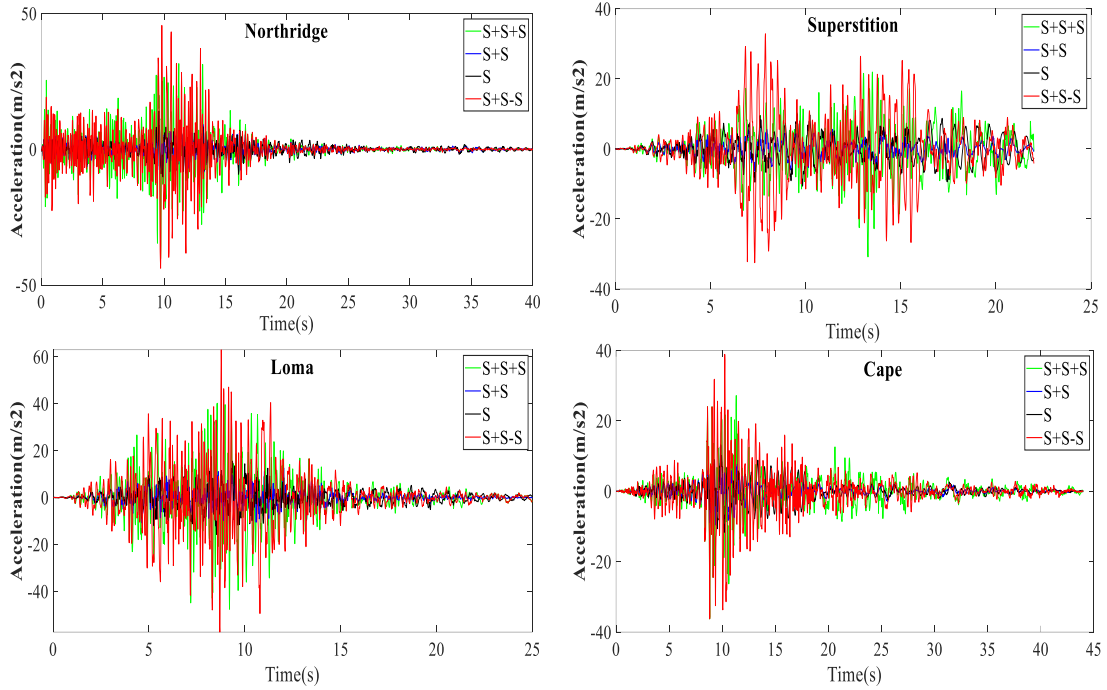 Northridge
50
0
-50
Acceleration(m/s2)
S+S+S
S+S
S
S+S-S
0 5 10 15 20 25 30 35 40
Time(s)
Superstition
40
20
0
-20
-40
Acceleration(m/s2)
S+S+S
S+S
S
S+S-S
0 5 10 15 20 25
Time(s)
Loma
60
40
20
0
-20
-40
Acceleration(m/s2)
S+S+S
S+S
S
S+S-S
0 5 10 15 20 25
Time(s)
Cape
40
20
0
-20
-40
Acceleration(m/s2)
S+S+S
S+S
S
S+S-S
0 5 10 15 20 25 30 35 40 45
Time(s)